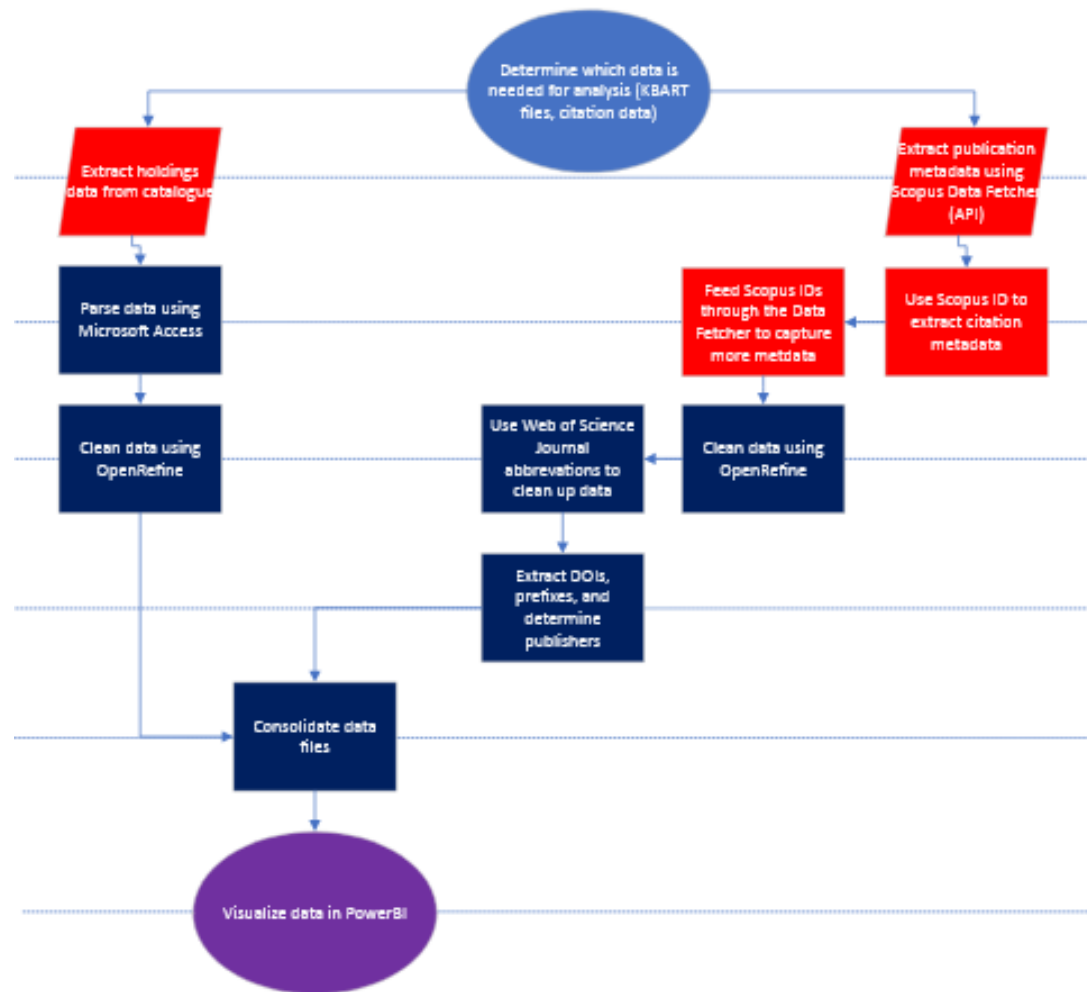 Determine which data is
needed for analysis (KBART
files, citation data)
Extract holdings
data from catalogue
Extract publication
metadata using
Scopus Data Fetcher
(API)
Parse data using
Microsoft Access
Feed Scopus IDs
through the Data
Fetcher to capture
more metdata
Use Scopus ID to
extract citation
metadata
Clean data using
OpenRefine
Use Web of Science
Journal
abbrevations to
clean up data
Clean data using
OpenRefine
Extract DOIs,
prefixes, and
determine
publishers
Consolidate data
files
Visualize data in PowerBI